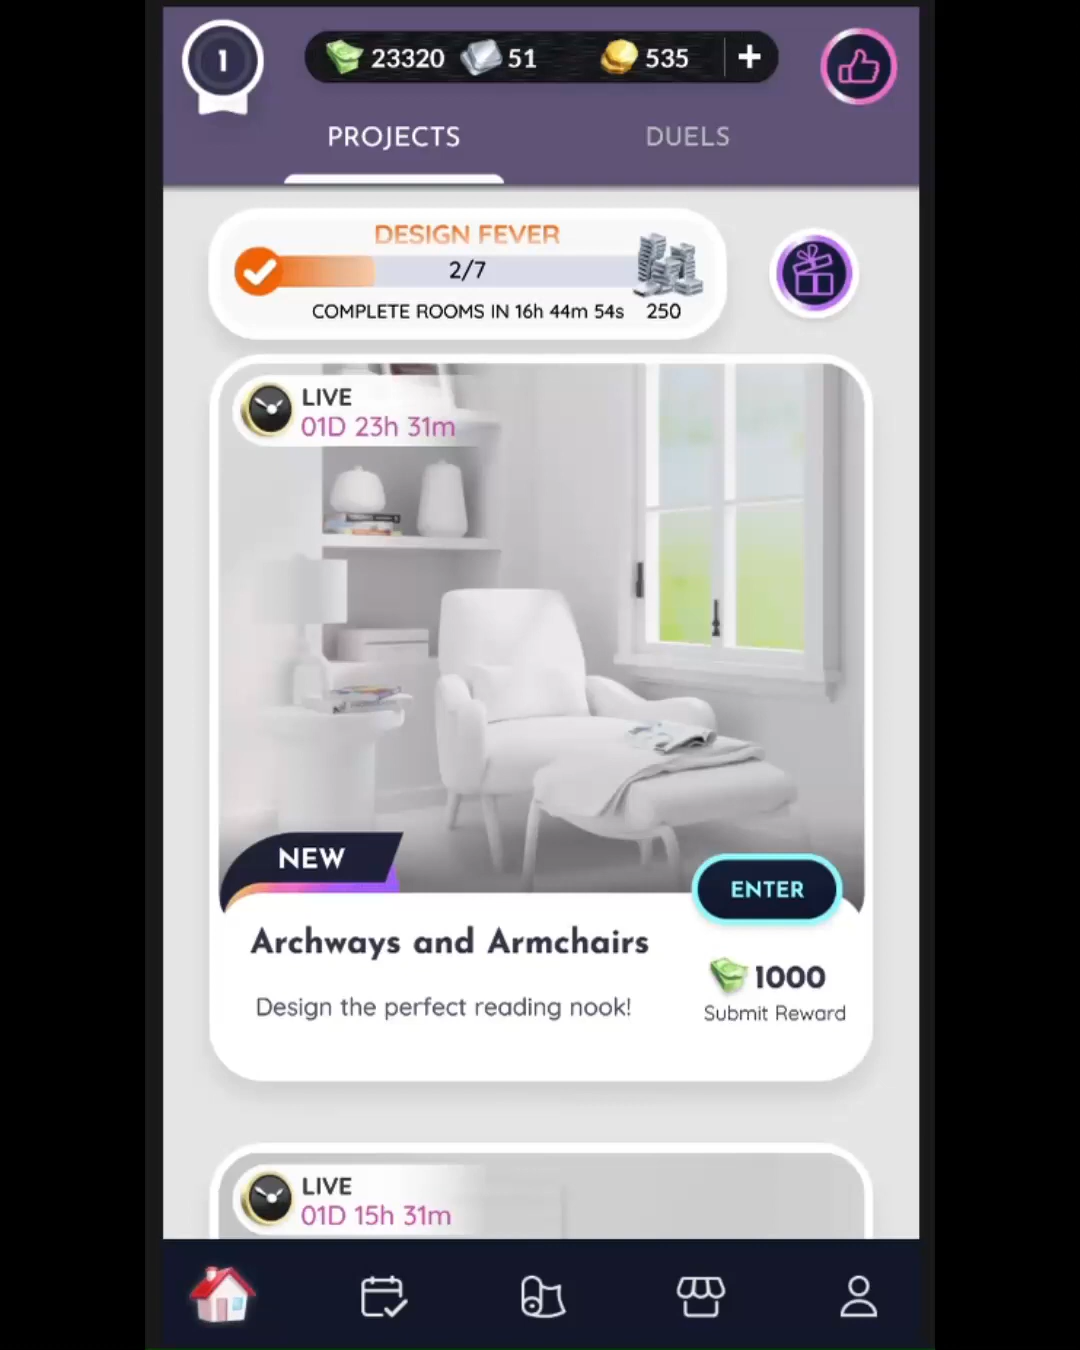 1
23320
51
535
+
PROJECTS
DUELS
DESIGN FEVER
2/7
COMPLETE ROOMS IN 16h 44m 54s
250
LIVE
01D 23h 31m
NEW
ENTER
Archways and Armchairs
1000
Design the perfect reading nook!
Submit Reward
LIVE
01D 15h 31m